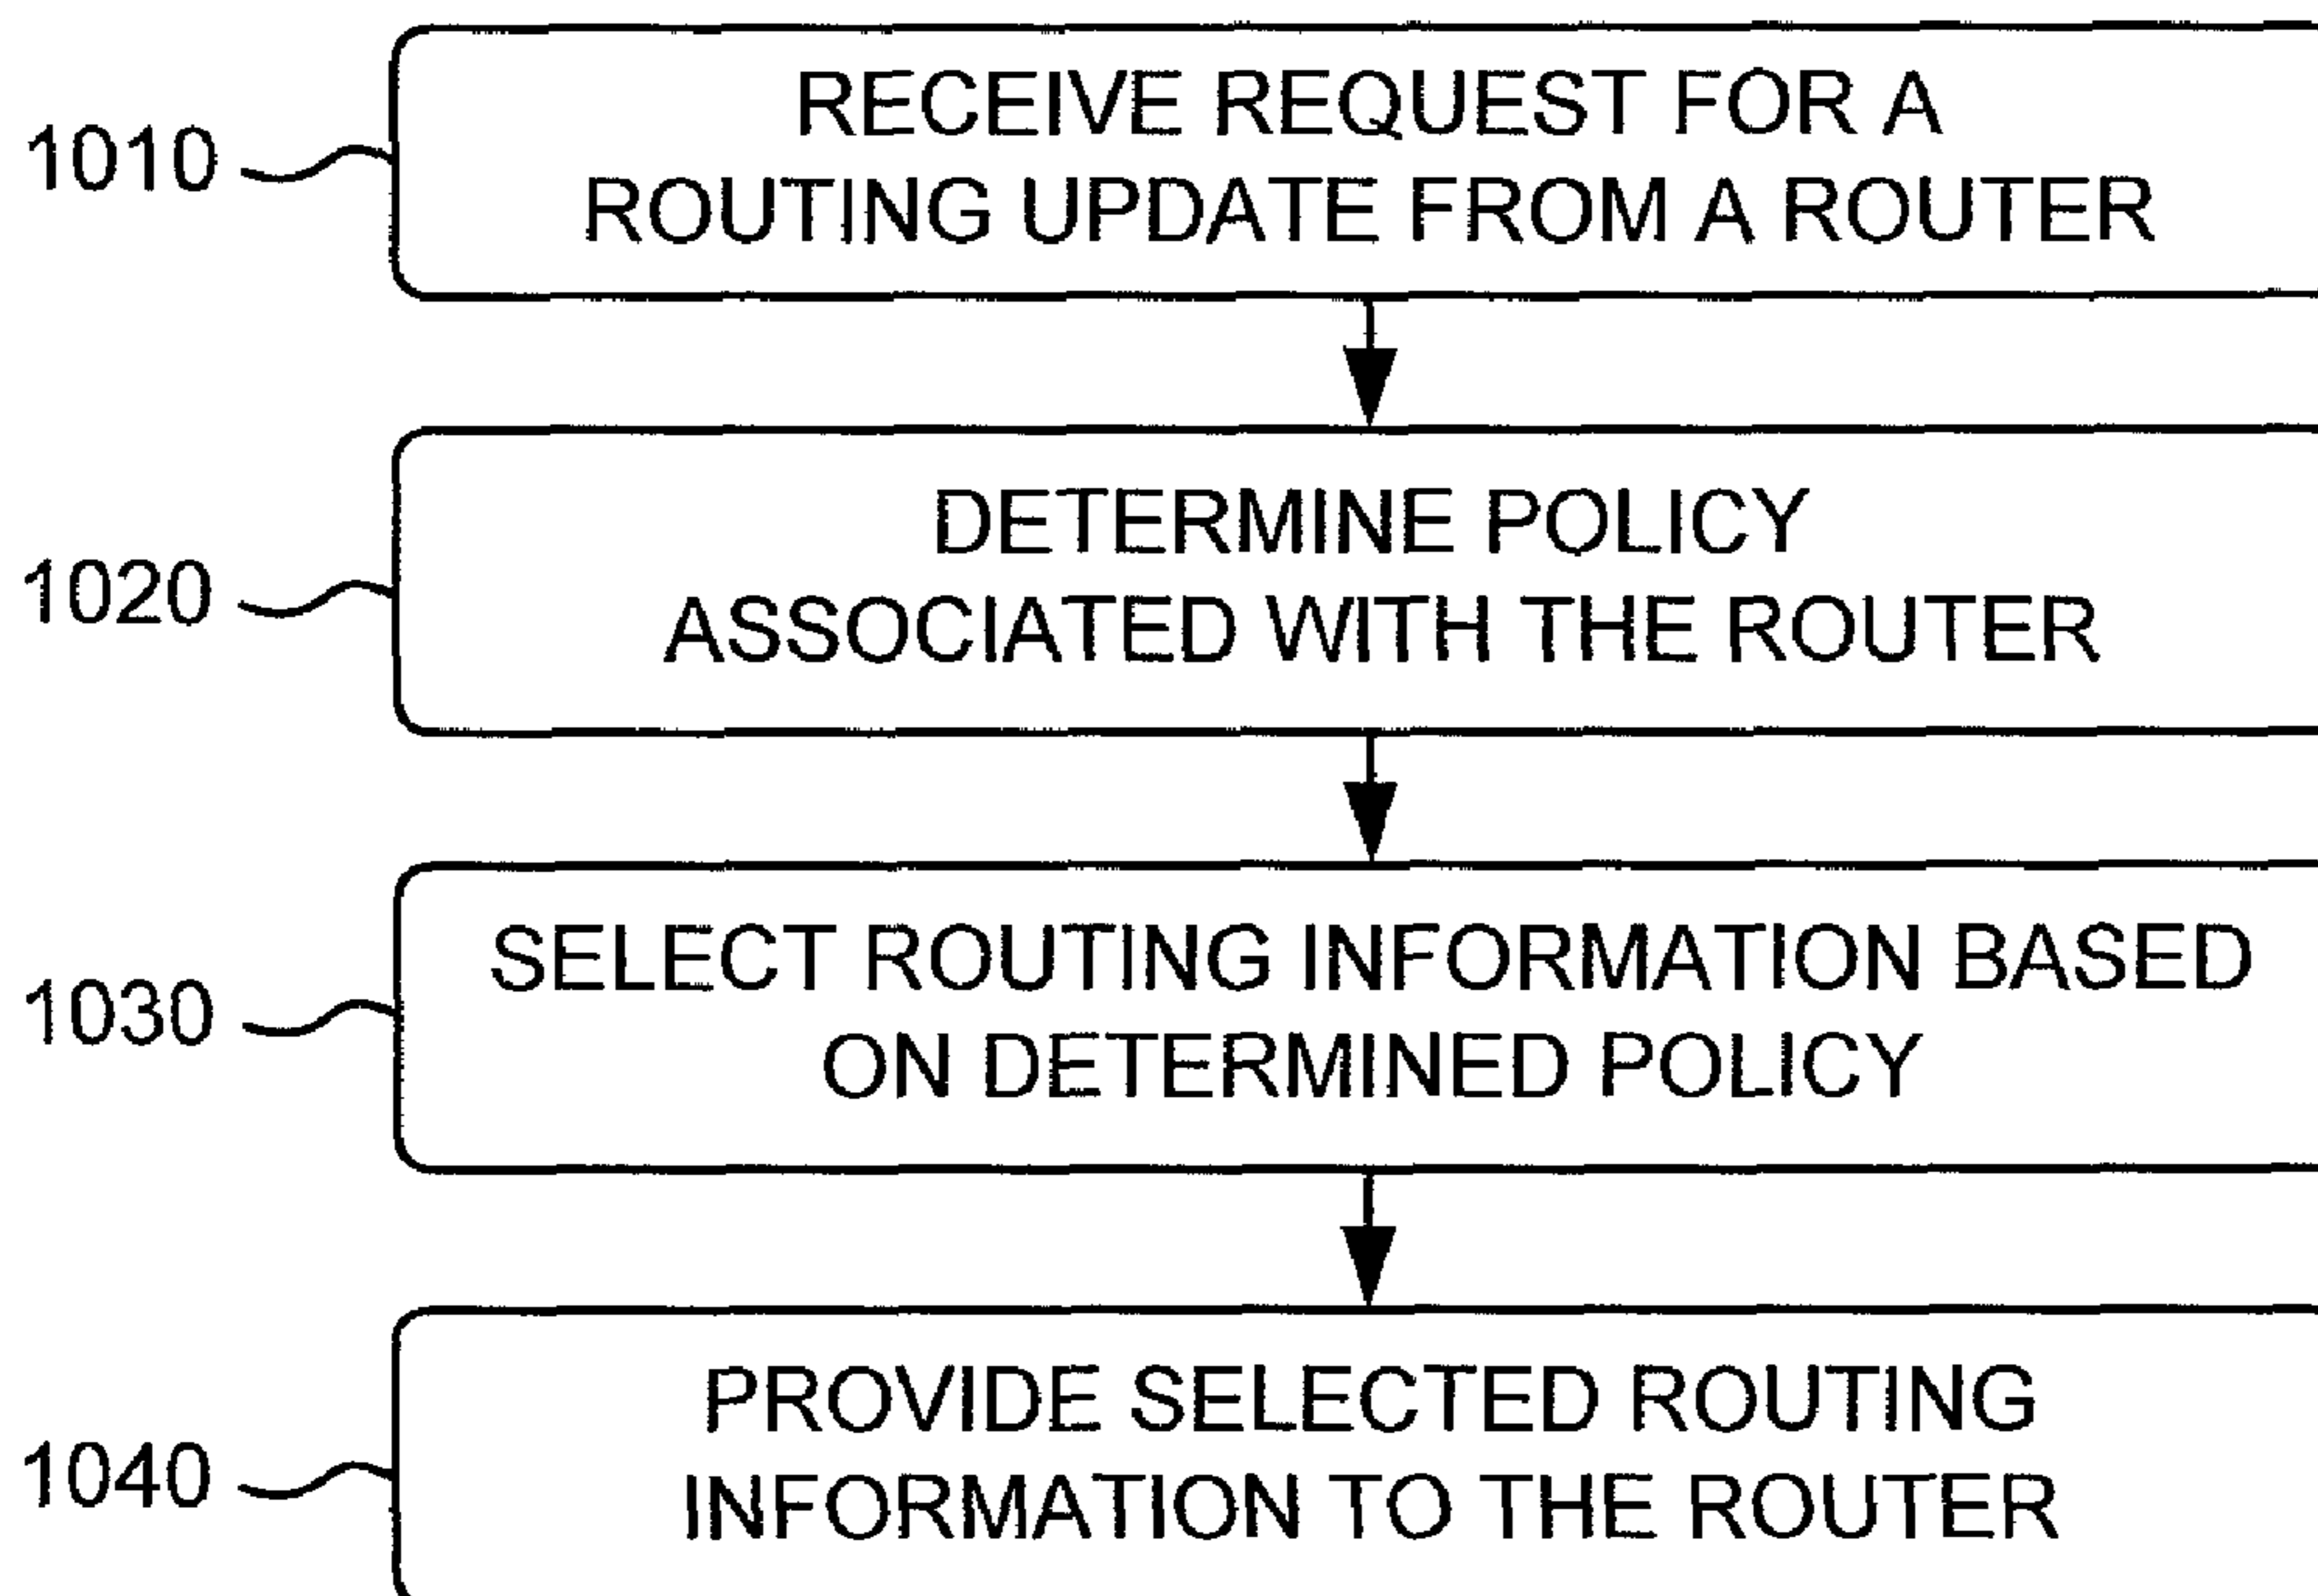 1010
RECEIVE REQUEST FOR A
ROUTING UPDATE FROM A ROUTER
1020
DETERMINE POLICY
ASSOCIATED WITH THE ROUTER
1030
SELECT ROUTING INFORMATION BASED
ON DETERMINED POLICY
1040
PROVIDE SELECTED ROUTING
INFORMATION TO THE ROUTER